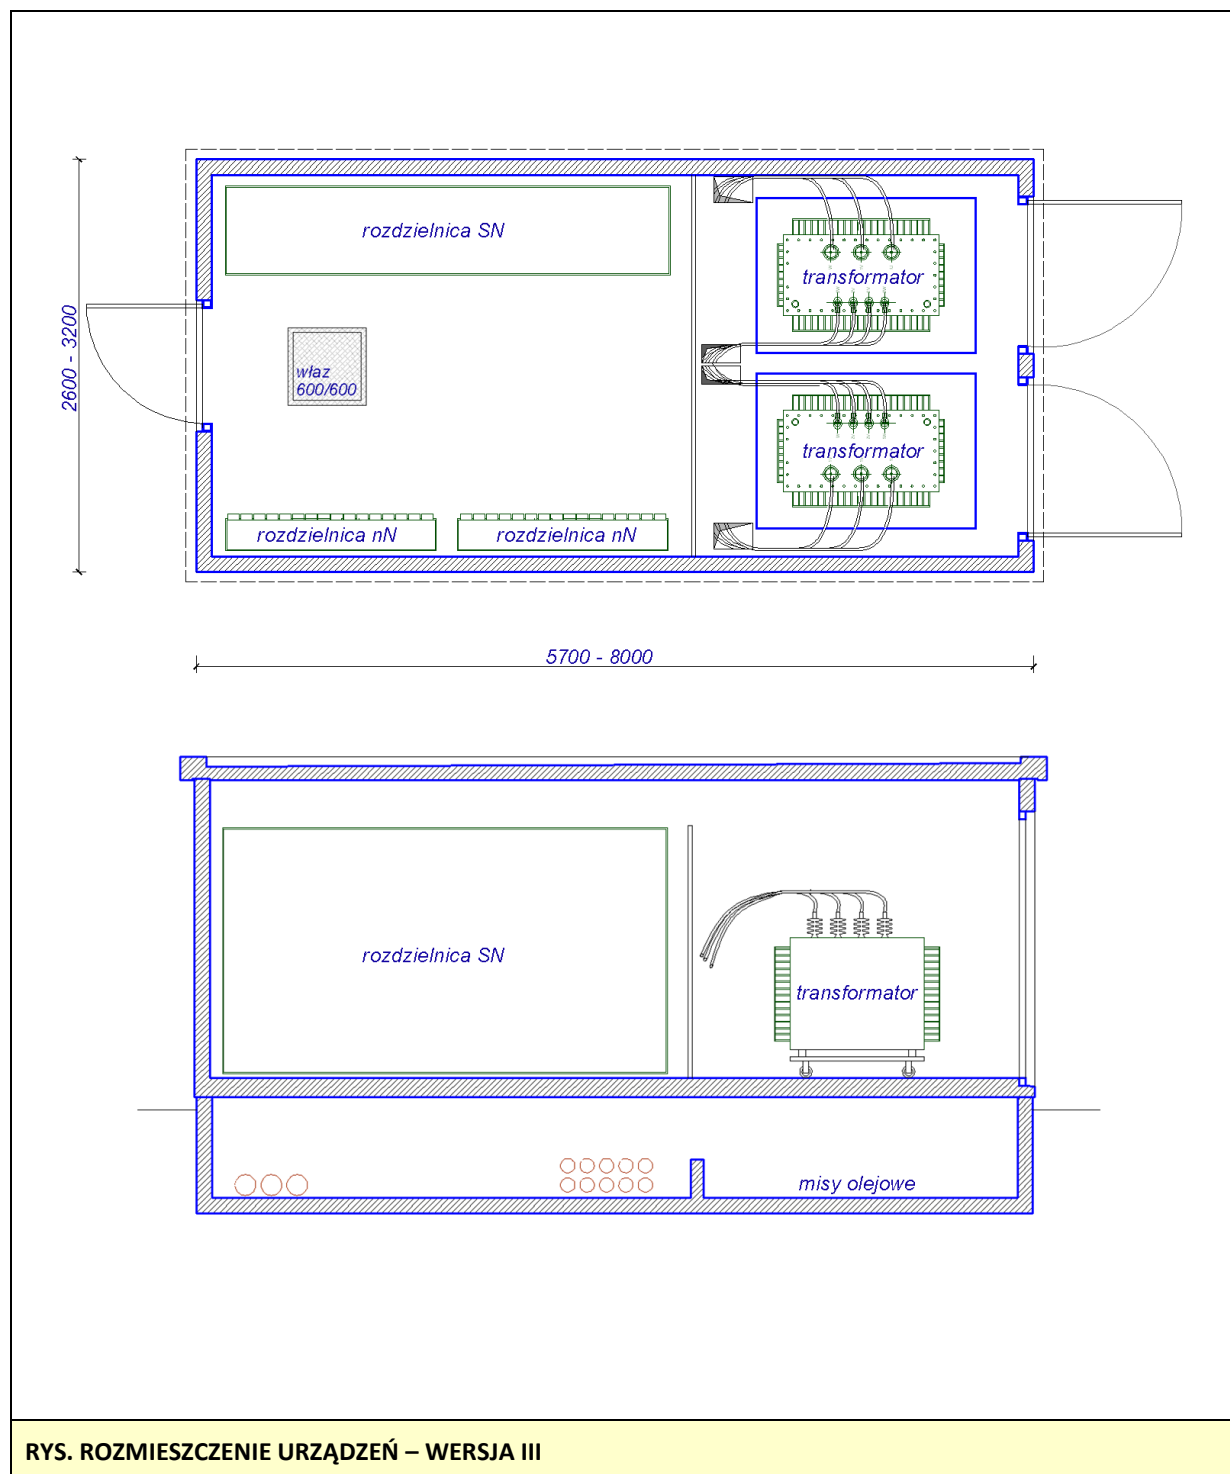 rozdzielnica SN
transformator
2600 - 3200
właz
600/600
transformator
rozdzielnica nN
rozdzielnica nN
5700 - 8000
rozdzielnica SN
transformator
misy olejowe
RYS. ROZMIESZCZENIE URZĄDZEŃ – WERSJA III